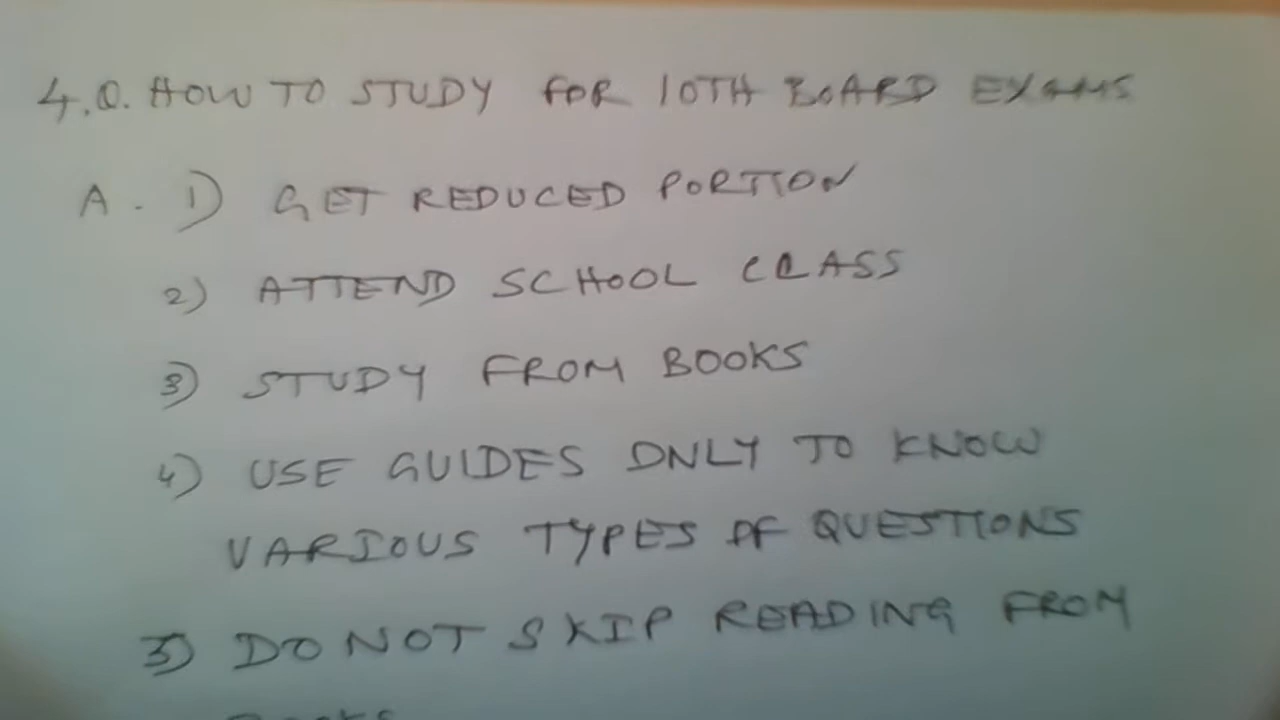 4.Q. HOW TO STUDY FOR 10TH BOARD EXAMS
A. 1) GET REDUCED PORTION
2) ATTEND SCHOOL CLASS
3) STUDY FROM BOOKS
4) USE GUIDES ONLY TO KNOW
VARIOUS TYPES OF QUESTIONS
5) DO NOT SKIP READING FROM